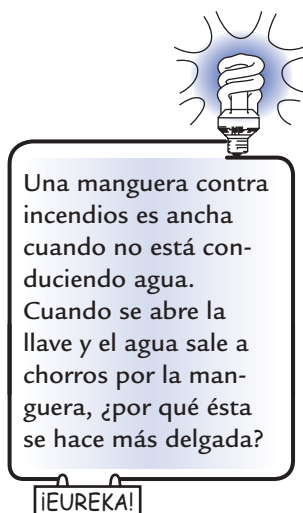 Una manguera contra
incendios es ancha
cuando no está con-
duciendo agua.
Cuando se abre la
llave y el agua sale a
chorros por la man-
guera, ¿por qué ésta
se hace más delgada?
¡EUREKA!